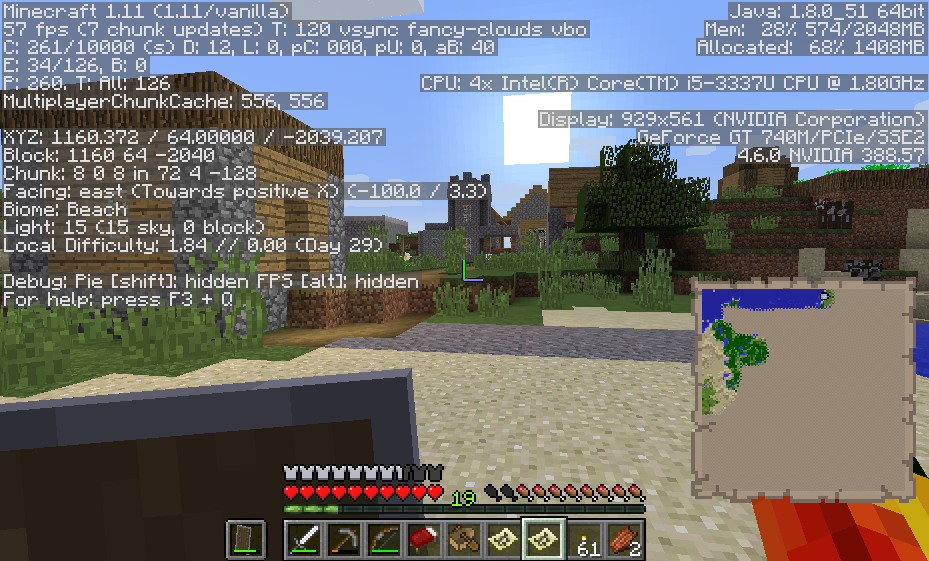 Minecraft 1.11 (1.11/vanilla)
57 fps (7 chunk updates) T: 120 vsync fancy-clouds vbo
C: 261/10000 (s) D: 12, L: 0, pC: 000, pU: 0, aB: 40
E: 34/126, B: 0
P: 260, T: All: 126
MultiplayerChunkCache: 556, 556
XYZ: 1160.372 / 64.00000 / -2039.207
Block: 1160 64 -2040
Chunk: 8 0 8 in 72 4 -128
Facing: east (Towards positive X) (-100.0 / 3.3)
Biome: Beach
Light: 15 (15 sky, 0 block)
Local Difficulty: 1.84 // 0.00 (Day 29)
Debug: Pie [shift]: hidden FPS [alt]: hidden
For help: press F3 + Q
Java: 1.8.0_51 64bit
Mem: 28% 574/2048MB
Allocated: 68% 1408MB
CPU: 4x Intel(R) Core(TM) i5-3337U CPU @ 1.80GHz
Display: 929x561 (NVIDIA Corporation)
GeForce GT 740M/PCIe/SSE2
4.6.0 NVIDIA 388.57
19
61
2